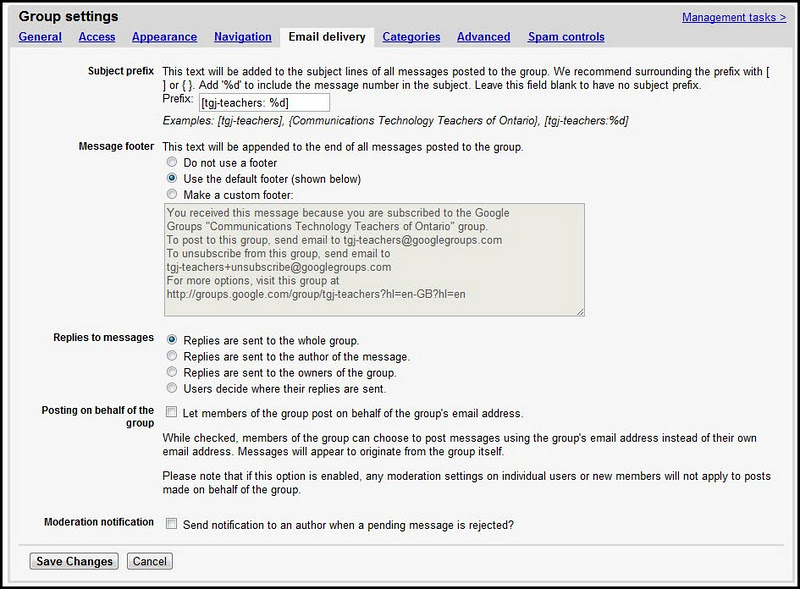 Group settings
Management tasks >
General Access Appearance Navigation Email delivery Categories Advanced Spam controls
Subject prefix This text will be added to the subject lines of all messages posted to the group. We recommend surrounding the prefix with [
] or { }. Add '%d' to include the message number in the subject. Leave this field blank to have no subject prefix.
Prefix: [tgj-teachers: %d]
Examples: [tgj-teachers], {Communications Technology Teachers of Ontario}, [tgj-teachers:%d]
Message footer This text will be appended to the end of all messages posted to the group.
Do not use a footer
Use the default footer (shown below)
Make a custom footer:
You received this message because you are subscribed to the Google
Groups "Communications Technology Teachers of Ontario" group.
To post to this group, send email to tgj-teachers@googlegroups.com
To unsubscribe from this group, send email to
tgj-teachers+unsubscribe@googlegroups.com
For more options, visit this group at
http://groups.google.com/group/tgj-teachers?hl=en-GB?hl=en
Replies to messages Replies are sent to the whole group.
Replies are sent to the author of the message.
Replies are sent to the owners of the group.
Users decide where their replies are sent.
Posting on behalf of the
group
Let members of the group post on behalf of the group's email address.
While checked, members of the group can choose to post messages using the group's email address instead of their own
email address. Messages will appear to originate from the group itself.
Please note that if this option is enabled, any moderation settings on individual users or new members will not apply to posts
made on behalf of the group.
Moderation notification Send notification to an author when a pending message is rejected?
Save Changes Cancel